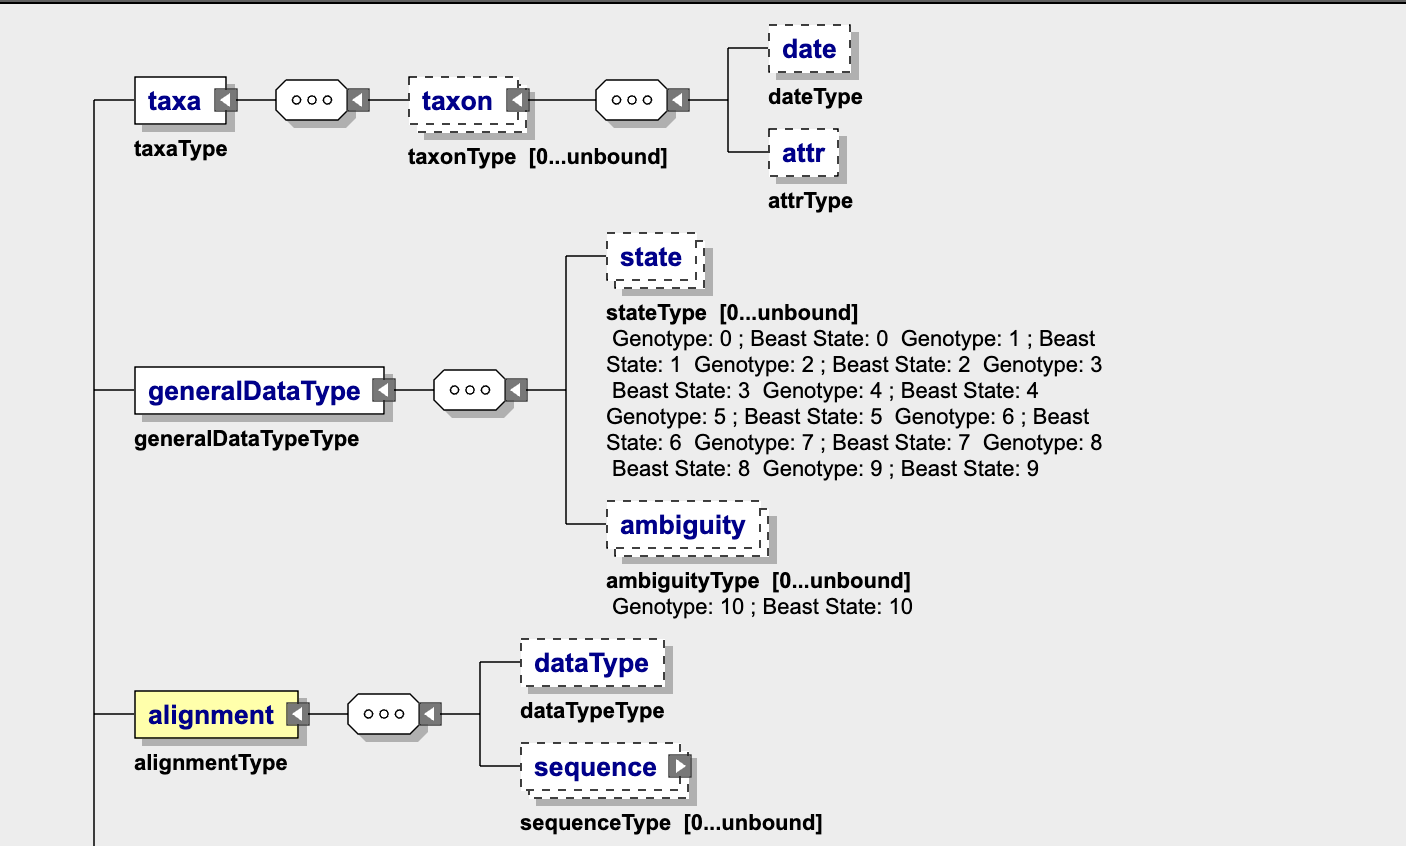 date
dateType
taxa
taxaType
taxon
taxonType [0...unbound]
attr
attrType
state
stateType [0...unbound]
Genotype: 0 ; Beast State: 0 Genotype: 1 ; Beast
State: 1 Genotype: 2 ; Beast State: 2 Genotype: 3
Beast State: 3 Genotype: 4 ; Beast State: 4
Genotype: 5 ; Beast State: 5 Genotype: 6 ; Beast
State: 6 Genotype: 7 ; Beast State: 7 Genotype: 8
Beast State: 8 Genotype: 9 ; Beast State: 9
generalDataType
generalDataTypeType
ambiguity
ambiguityType [0...unbound]
Genotype: 10 ; Beast State: 10
dataType
dataTypeType
alignment
alignmentType
sequence
sequenceType [0...unbound]